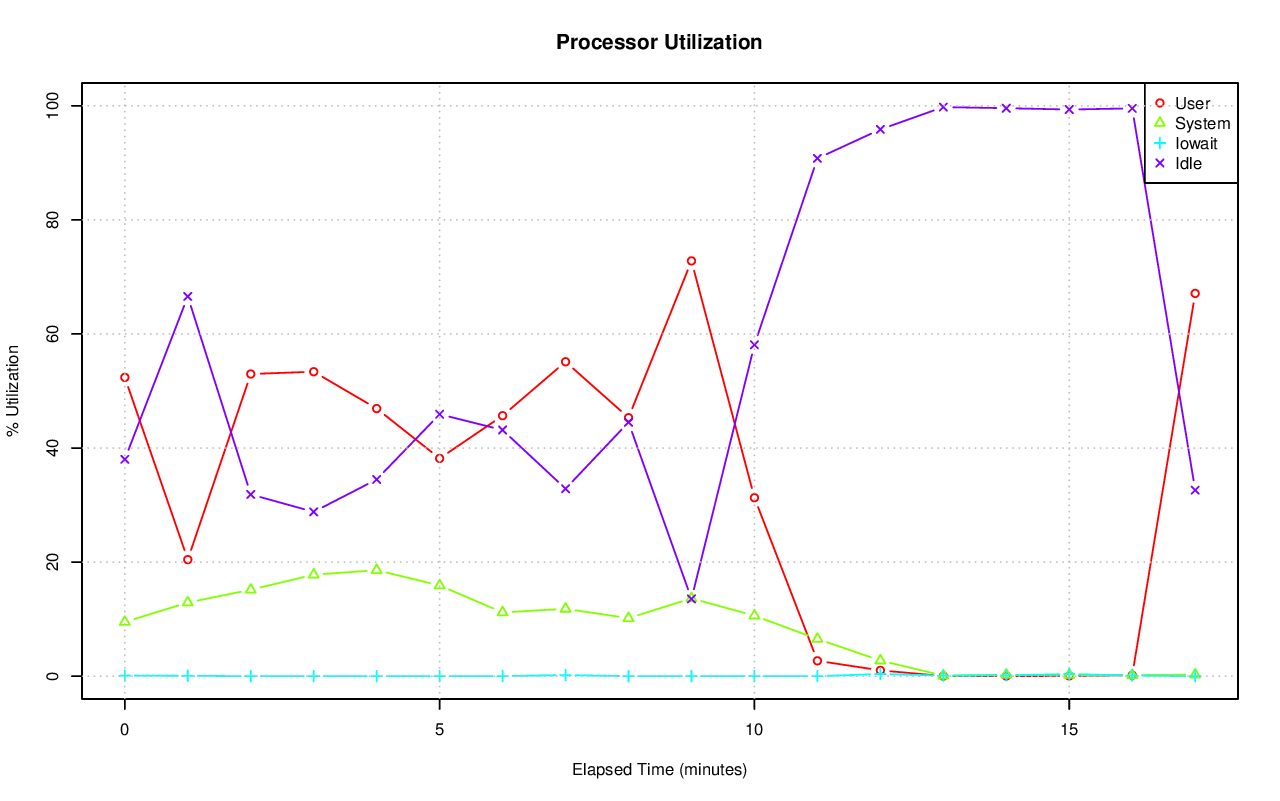 Processor Utilization
% Utilization
100
80
60
40
20
0
User
System
Iowait
Idle
0 5 10 15
Elapsed Time (minutes)